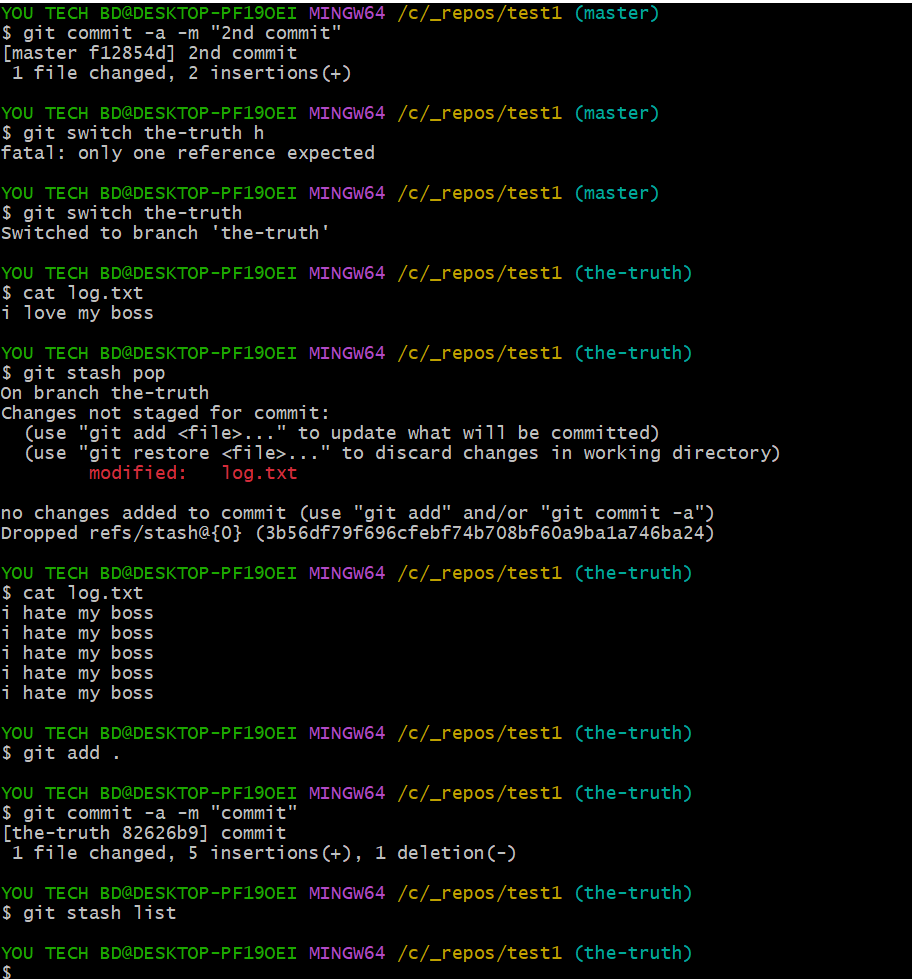 YOU TECH BD@DESKTOP-PF19OEI MINGW64 /c/_repos/test1 (master)
$ git commit -a -m "2nd commit"
[master f12854d] 2nd commit
 1 file changed, 2 insertions(+)

YOU TECH BD@DESKTOP-PF19OEI MINGW64 /c/_repos/test1 (master)
$ git switch the-truth h
fatal: only one reference expected

YOU TECH BD@DESKTOP-PF19OEI MINGW64 /c/_repos/test1 (master)
$ git switch the-truth
Switched to branch 'the-truth'

YOU TECH BD@DESKTOP-PF19OEI MINGW64 /c/_repos/test1 (the-truth)
$ cat log.txt
i love my boss

YOU TECH BD@DESKTOP-PF19OEI MINGW64 /c/_repos/test1 (the-truth)
$ git stash pop
On branch the-truth
Changes not staged for commit:
  (use "git add <file>..." to update what will be committed)
  (use "git restore <file>..." to discard changes in working directory)
        modified:   log.txt

no changes added to commit (use "git add" and/or "git commit -a")
Dropped refs/stash@{0} (3b56df79f696cfebf74b708bf60a9ba1a746ba24)

YOU TECH BD@DESKTOP-PF19OEI MINGW64 /c/_repos/test1 (the-truth)
$ cat log.txt
i hate my boss
i hate my boss
i hate my boss
i hate my boss
i hate my boss

YOU TECH BD@DESKTOP-PF19OEI MINGW64 /c/_repos/test1 (the-truth)
$ git add .

YOU TECH BD@DESKTOP-PF19OEI MINGW64 /c/_repos/test1 (the-truth)
$ git commit -a -m "commit"
[the-truth 82626b9] commit
 1 file changed, 5 insertions(+), 1 deletion(-)

YOU TECH BD@DESKTOP-PF19OEI MINGW64 /c/_repos/test1 (the-truth)
$ git stash list

YOU TECH BD@DESKTOP-PF19OEI MINGW64 /c/_repos/test1 (the-truth)
$